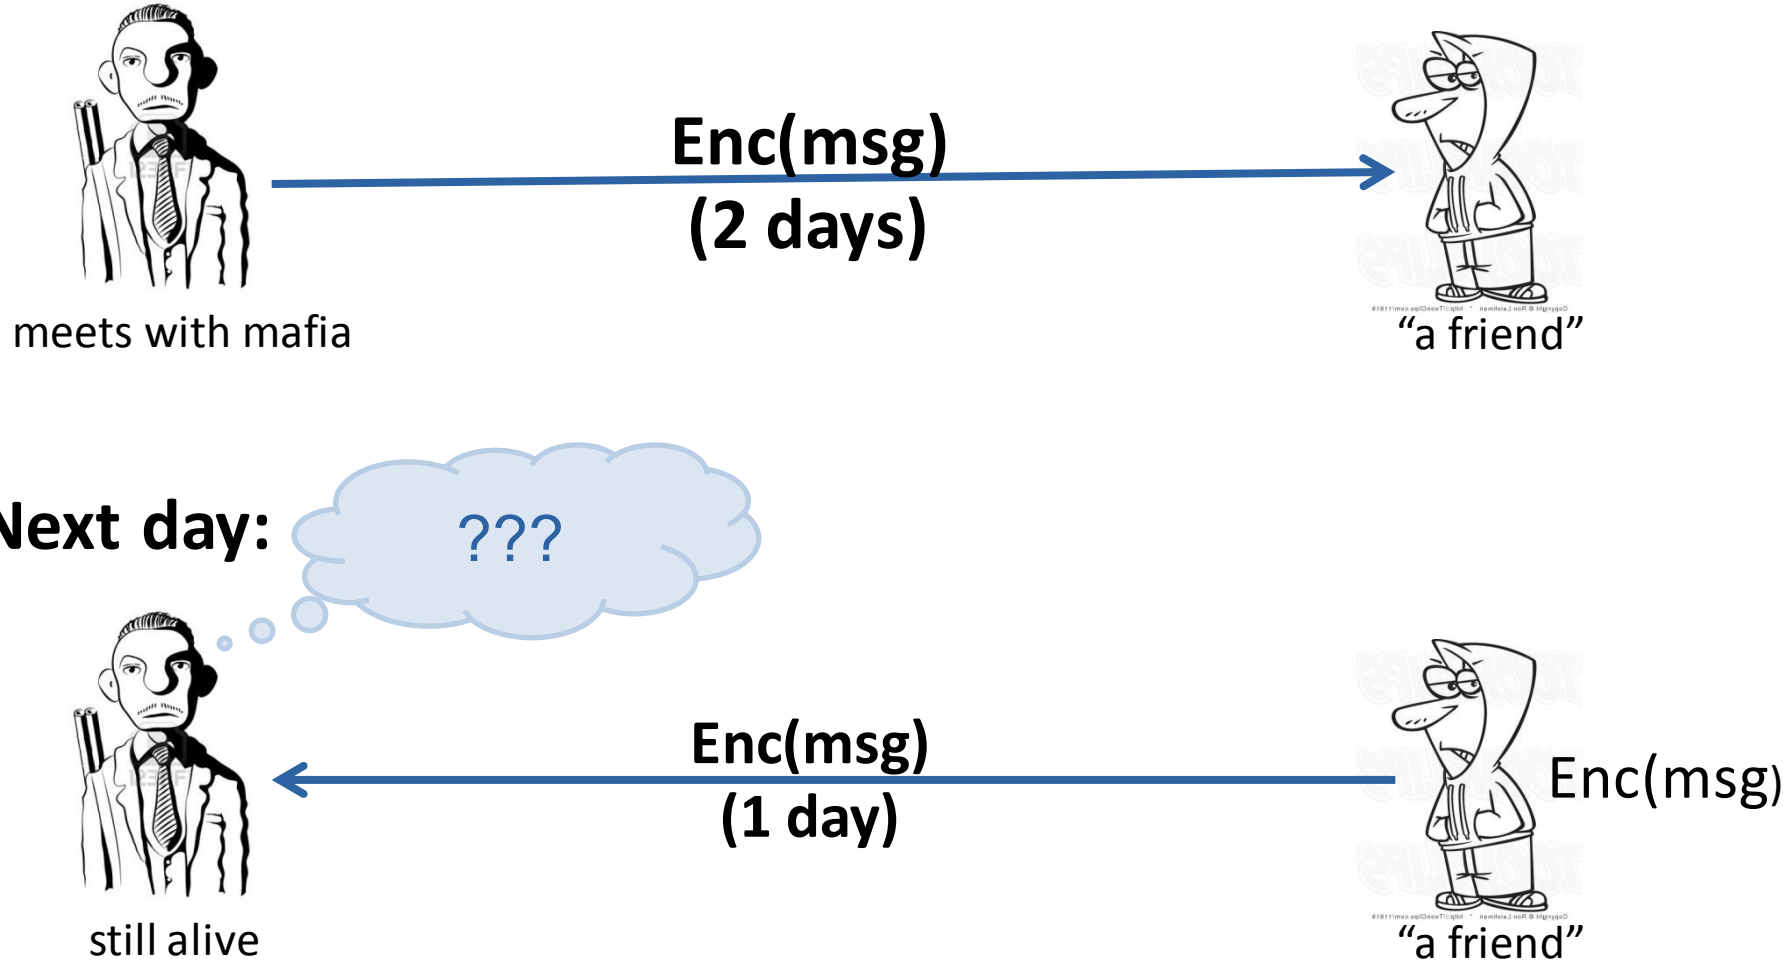 Enc(msg)
(2 days)
meets with mafia
“a friend”
Next day:
???
Enc(msg)
(1 day)
Enc(msg)
still alive
“a friend”